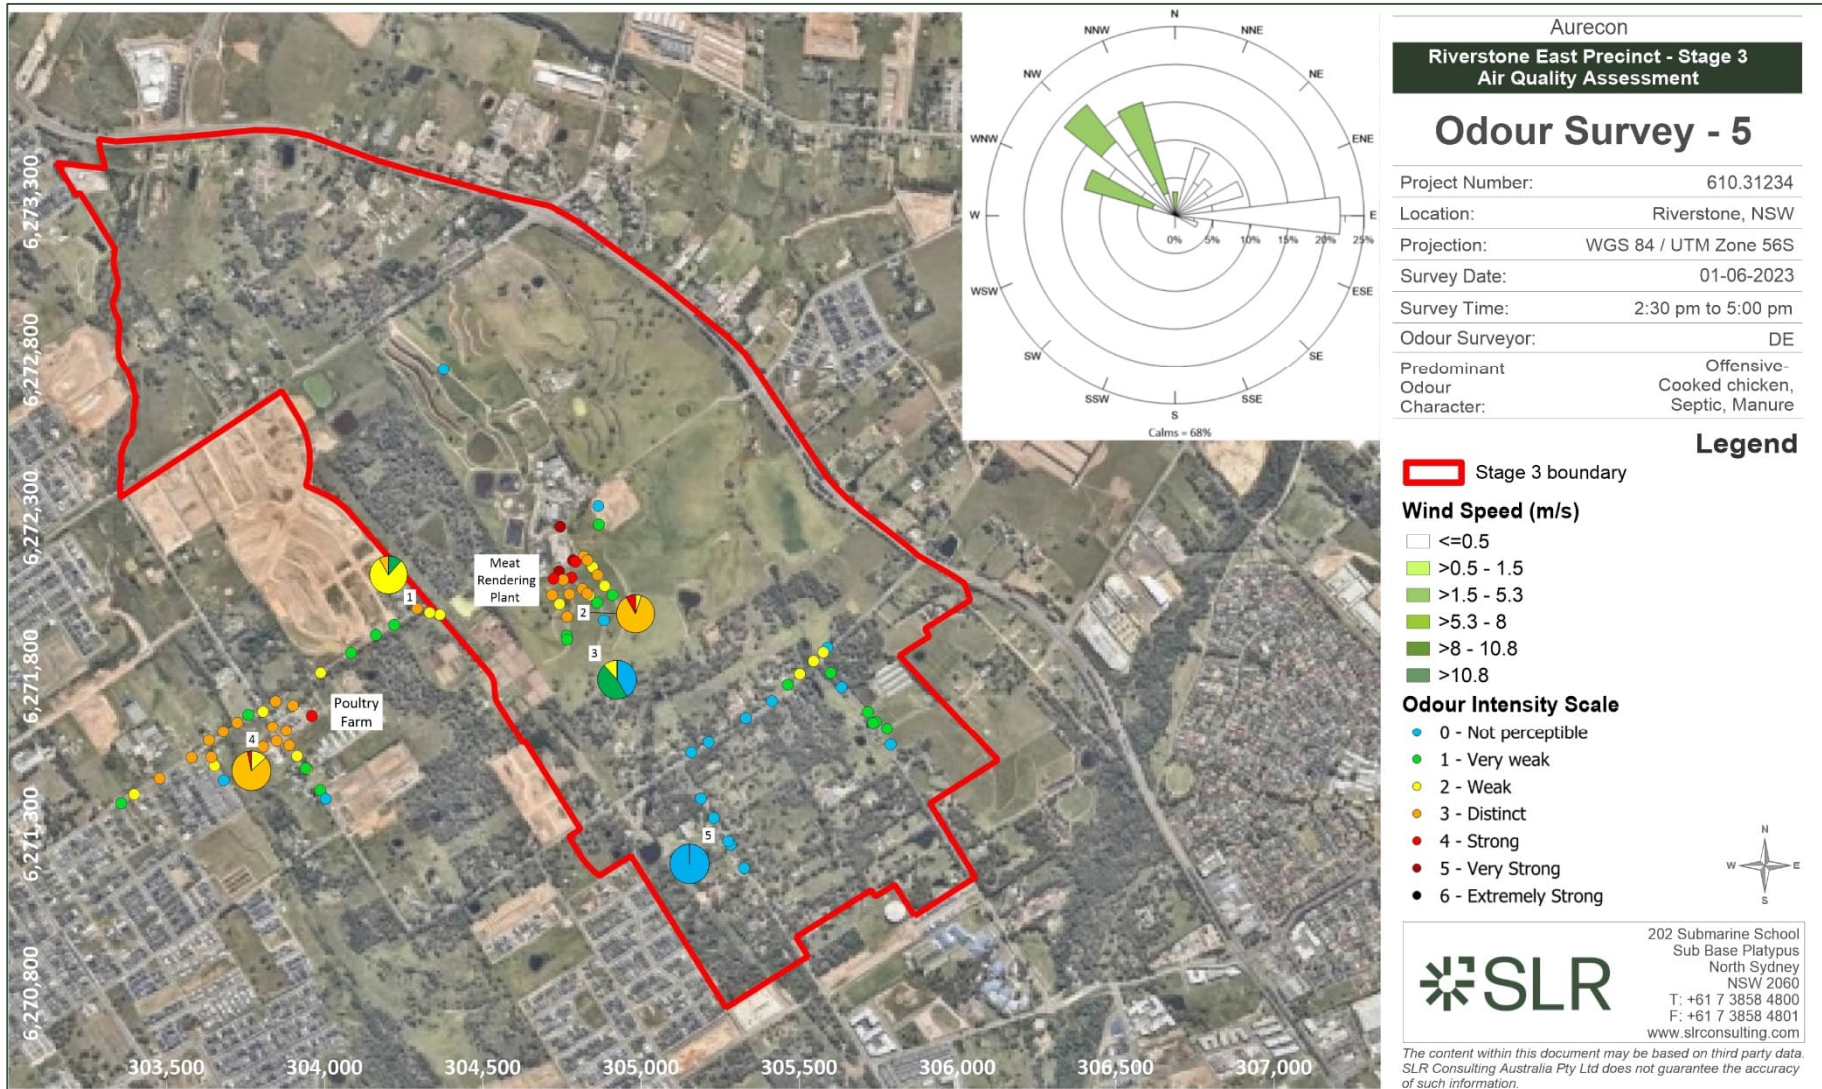 N
NNE
NE
ENE
E
ESE
SE
SSE
S
SSW
SW
WSW
W
WNW
NW
NNW
0%
5%
10%
15%
20%
25%
Calms = 68%
6,273,300
6,272,800
6,272,300
6,271,800
6,271,300
6,270,800
303,500
304,000
304,500
305,000
305,500
306,000
306,500
307,000
Meat
Rendering
Plant
Poultry
Farm
1
2
3
4
5
Aurecon
Riverstone East Precinct - Stage 3
Air Quality Assessment
Odour Survey - 5
Project Number: 610.31234
Location: Riverstone, NSW
Projection: WGS 84 / UTM Zone 56S
Survey Date: 01-06-2023
Survey Time: 2:30 pm to 5:00 pm
Odour Surveyor: DE
Predominant Offensive-
Odour Cooked chicken,
Character: Septic, Manure
Legend
Stage 3 boundary
Wind Speed (m/s)
<=0.5
>0.5 - 1.5
>1.5 - 5.3
>5.3 - 8
>8 - 10.8
>10.8
Odour Intensity Scale
0 - Not perceptible
1 - Very weak
2 - Weak
3 - Distinct
4 - Strong
5 - Very Strong
6 - Extremely Strong
N
W E
S
SLR
202 Submarine School
Sub Base Platypus
North Sydney
NSW 2060
T: +61 7 3858 4800
F: +61 7 3858 4801
www.slrconsulting.com
The content within this document may be based on third party data.
SLR Consulting Australia Pty Ltd does not guarantee the accuracy
of such information.